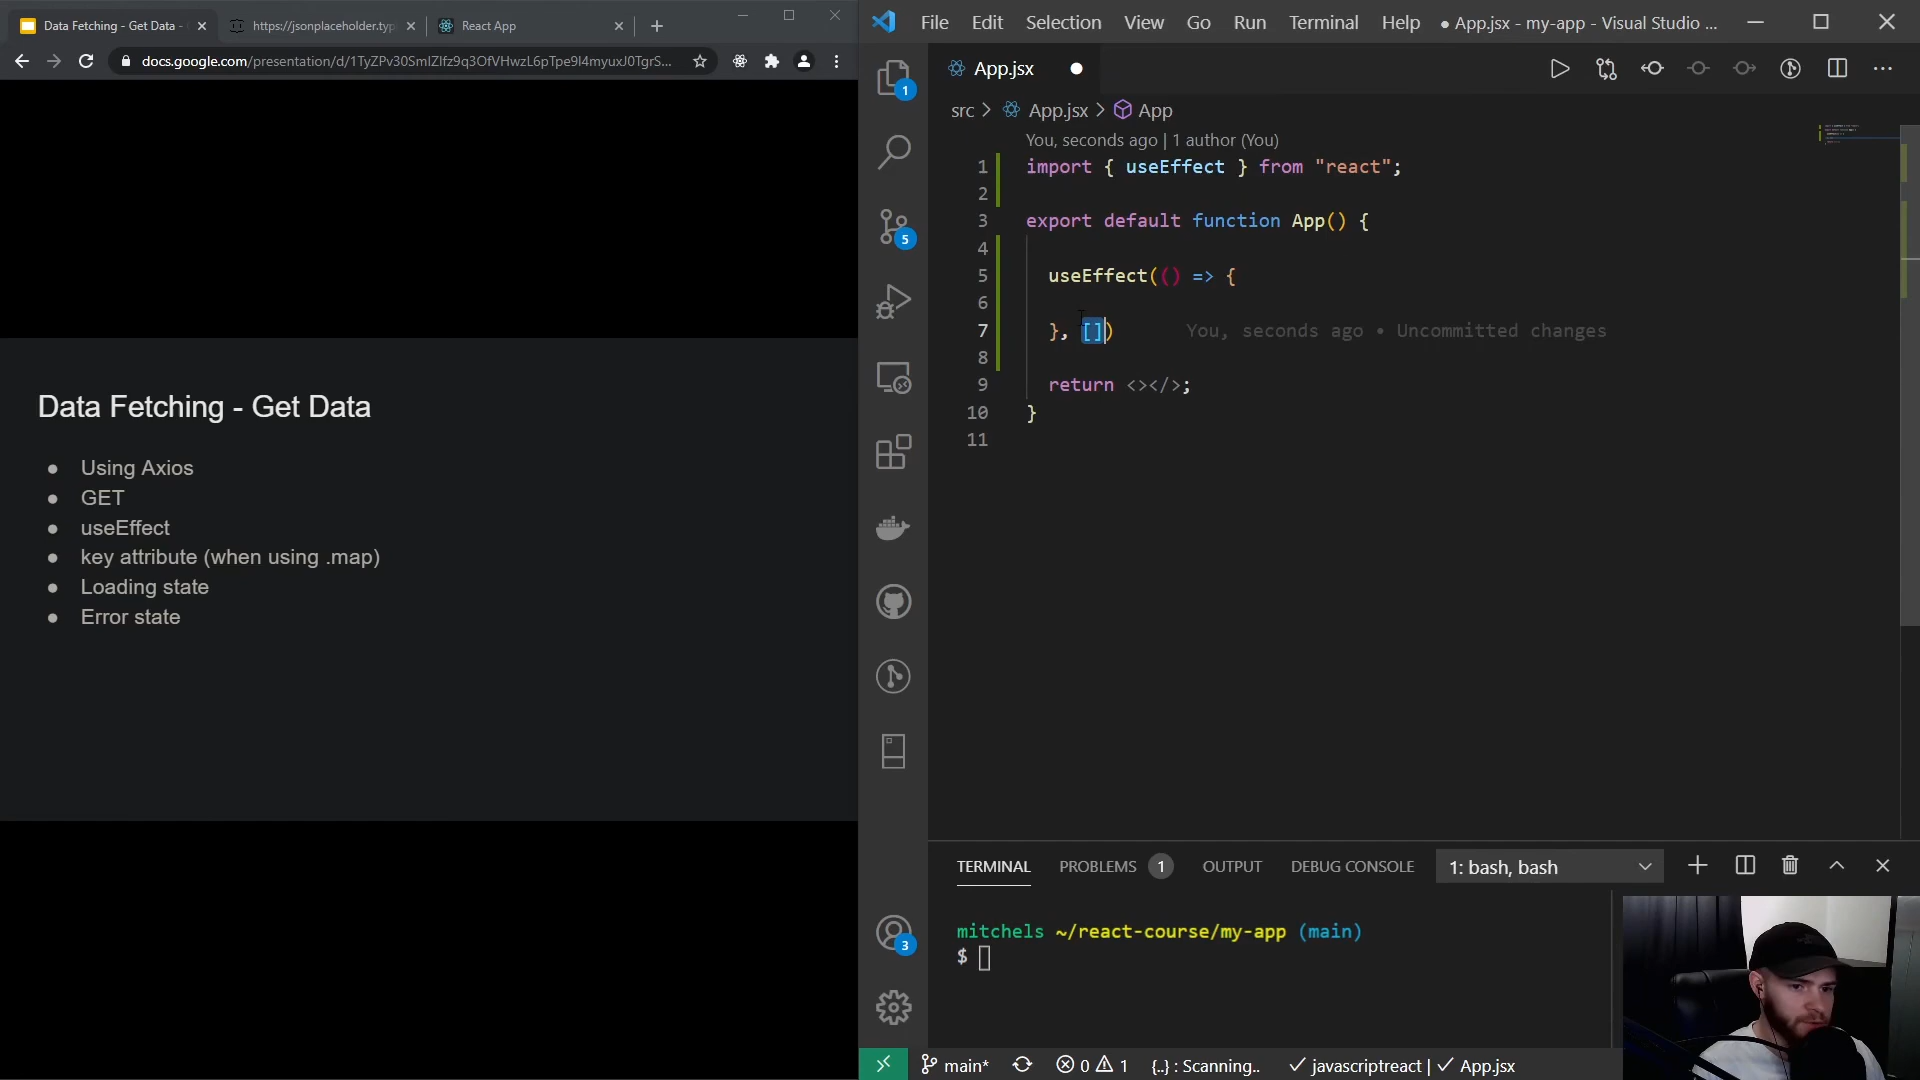 Data Fetching - Get Data -
https://jsonplaceholder.typ
React App
docs.google.com/presentation/d/1TyZPv30SmIZIfz9q3OfVHwzL6pTpe9I4myuxJ0TgrS...
Data Fetching - Get Data
● Using Axios
● GET
● useEffect
● key attribute (when using .map)
● Loading state
● Error state
File Edit Selection View Go Run Terminal Help ● App.jsx - my-app - Visual Studio ...
App.jsx
src > App.jsx > App
You, seconds ago | 1 author (You)
1 import { useEffect } from "react";
2
3 export default function App() {
4
5 useEffect(() => {
6
7 }, []) You, seconds ago • Uncommitted changes
8
9 return <></>;
10 }
11
1
5
3
TERMINAL PROBLEMS 1 OUTPUT DEBUG CONSOLE 1: bash, bash
mitchels ~/react-course/my-app (main)
$
main* 0 1 {..} : Scanning.. ✓ javascriptreact | ✓ App.jsx